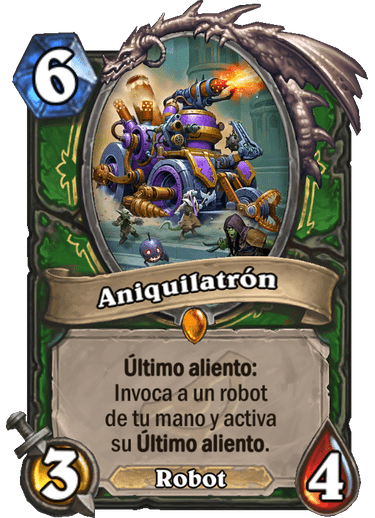 6
Aniquilatrón
Último aliento:
Invoca a un robot
de tu mano y activa
su Último aliento.
3
Robot
4